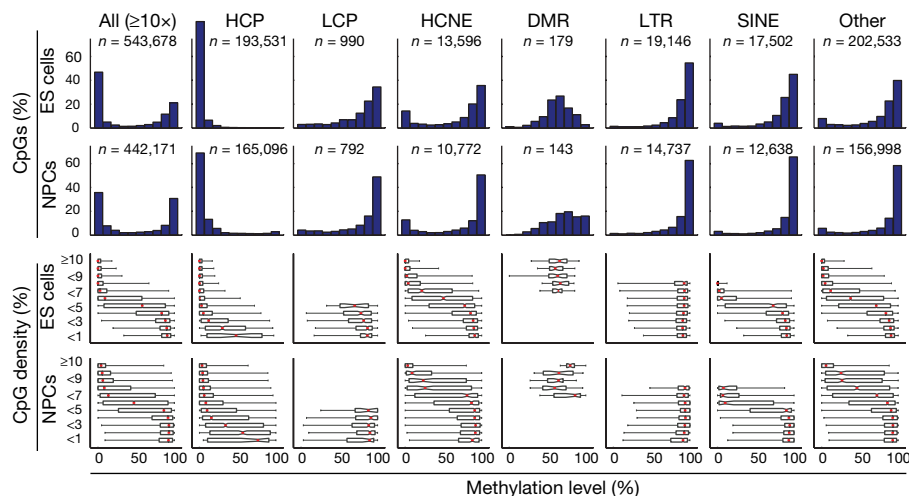 All (≥10×) HCP LCP HCNE DMR LTR SINE Other
n = 543,678 n = 193,531 n = 990 n = 13,596 n = 179 n = 19,146 n = 17,502 n = 202,533
CpGs (%)
ES cells
60
40
20
0
n = 442,171 n = 165,096 n = 792 n = 10,772 n = 143 n = 14,737 n = 12,638 n = 156,998
NPCs
60
40
20
0
CpG density (%)
ES cells
≥10
<9
<7
<5
<3
<1
NPCs
≥10
<9
<7
<5
<3
<1
0 50 100 0 50 100 0 50 100 0 50 100 0 50 100 0 50 100 0 50 100 0 50 100
Methylation level (%)